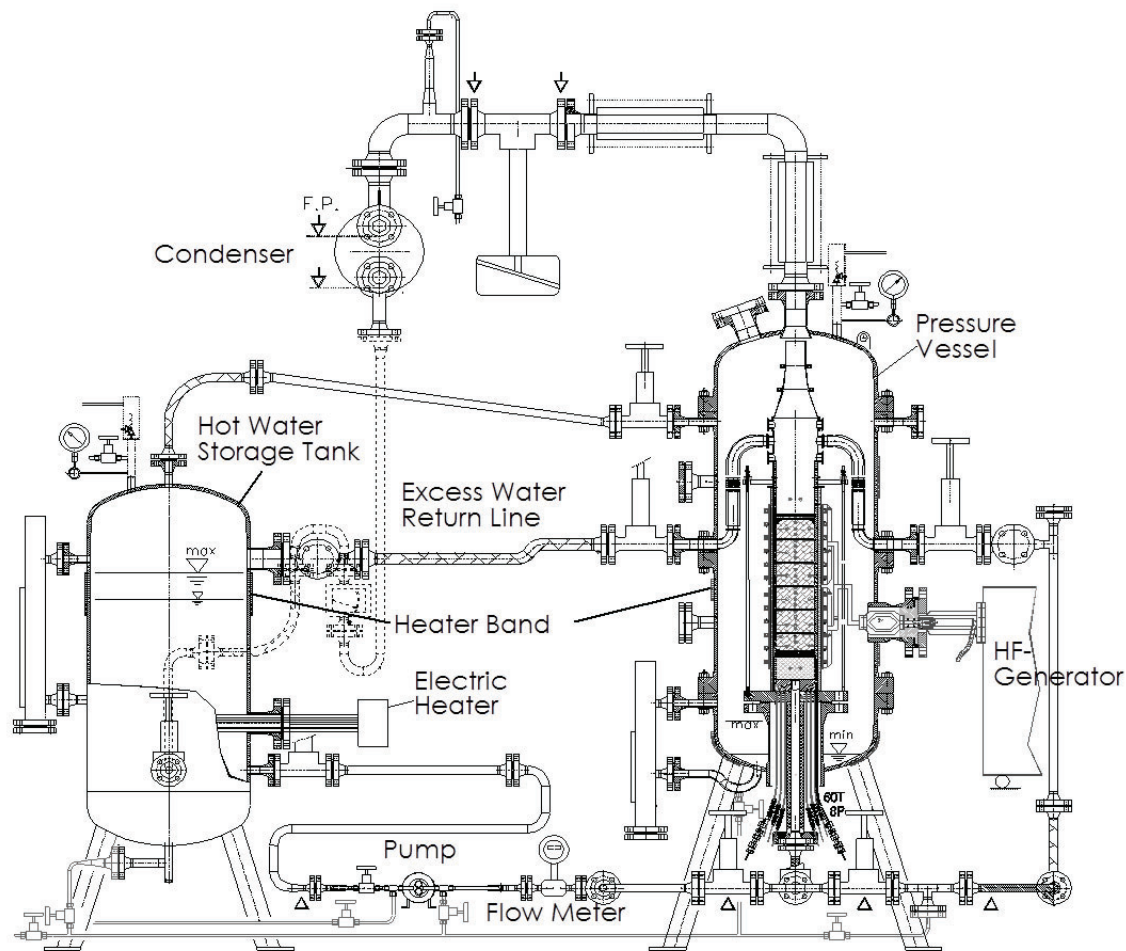 F.P.
Condenser
Pressure
Vessel
Hot Water
Storage Tank
Excess Water
Return Line
max
Heater Band
HF-
Generator
Electric
Heater
max
min
60T
8P
Pump
Flow Meter